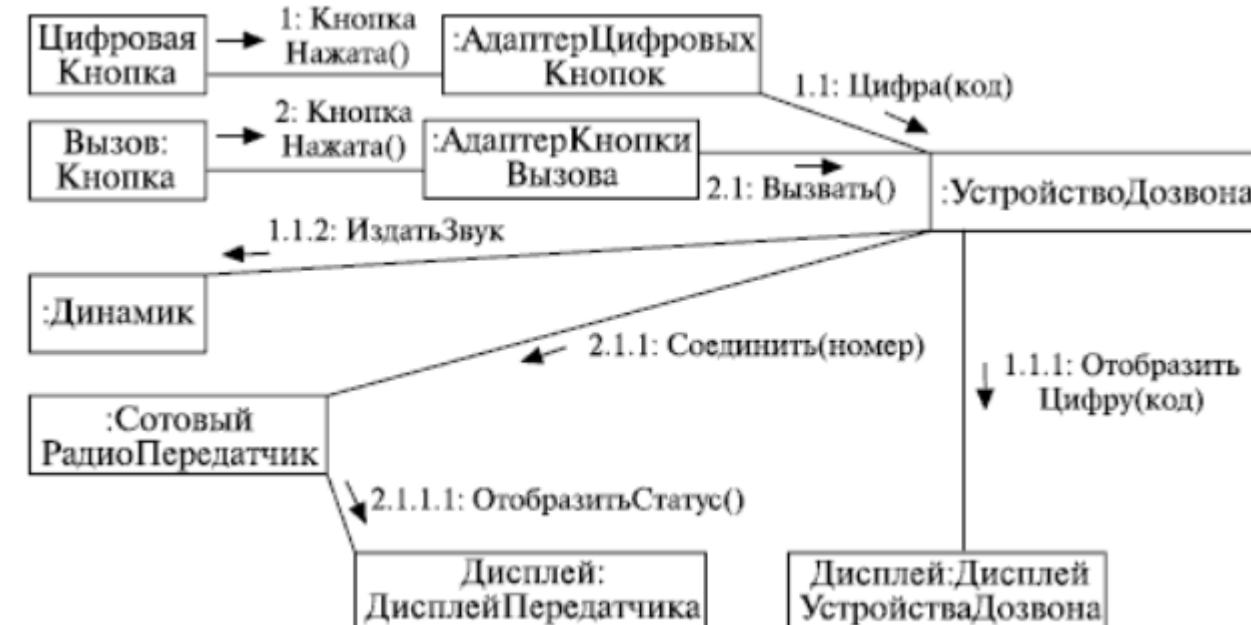 1: Кнопка
Нажата()
Цифровая
Кнопка
:АдаптерЦифровых
Кнопок
1.1: Цифра(код)
2: Кнопка
Нажата()
Вызов:
Кнопка
:АдаптерКнопки
Вызова
2.1: Вызвать()
:УстройствоДозвона
1.1.2: ИздатьЗвук
:Динамик
2.1.1: Соединить(номер)
1.1.1: Отобразить
Цифру(код)
:Сотовый
РадиоПередатчик
2.1.1.1: ОтобразитьСтатус()
Дисплей:
ДисплейПередатчика
Дисплей:Дисплей
УстройстваДозвона